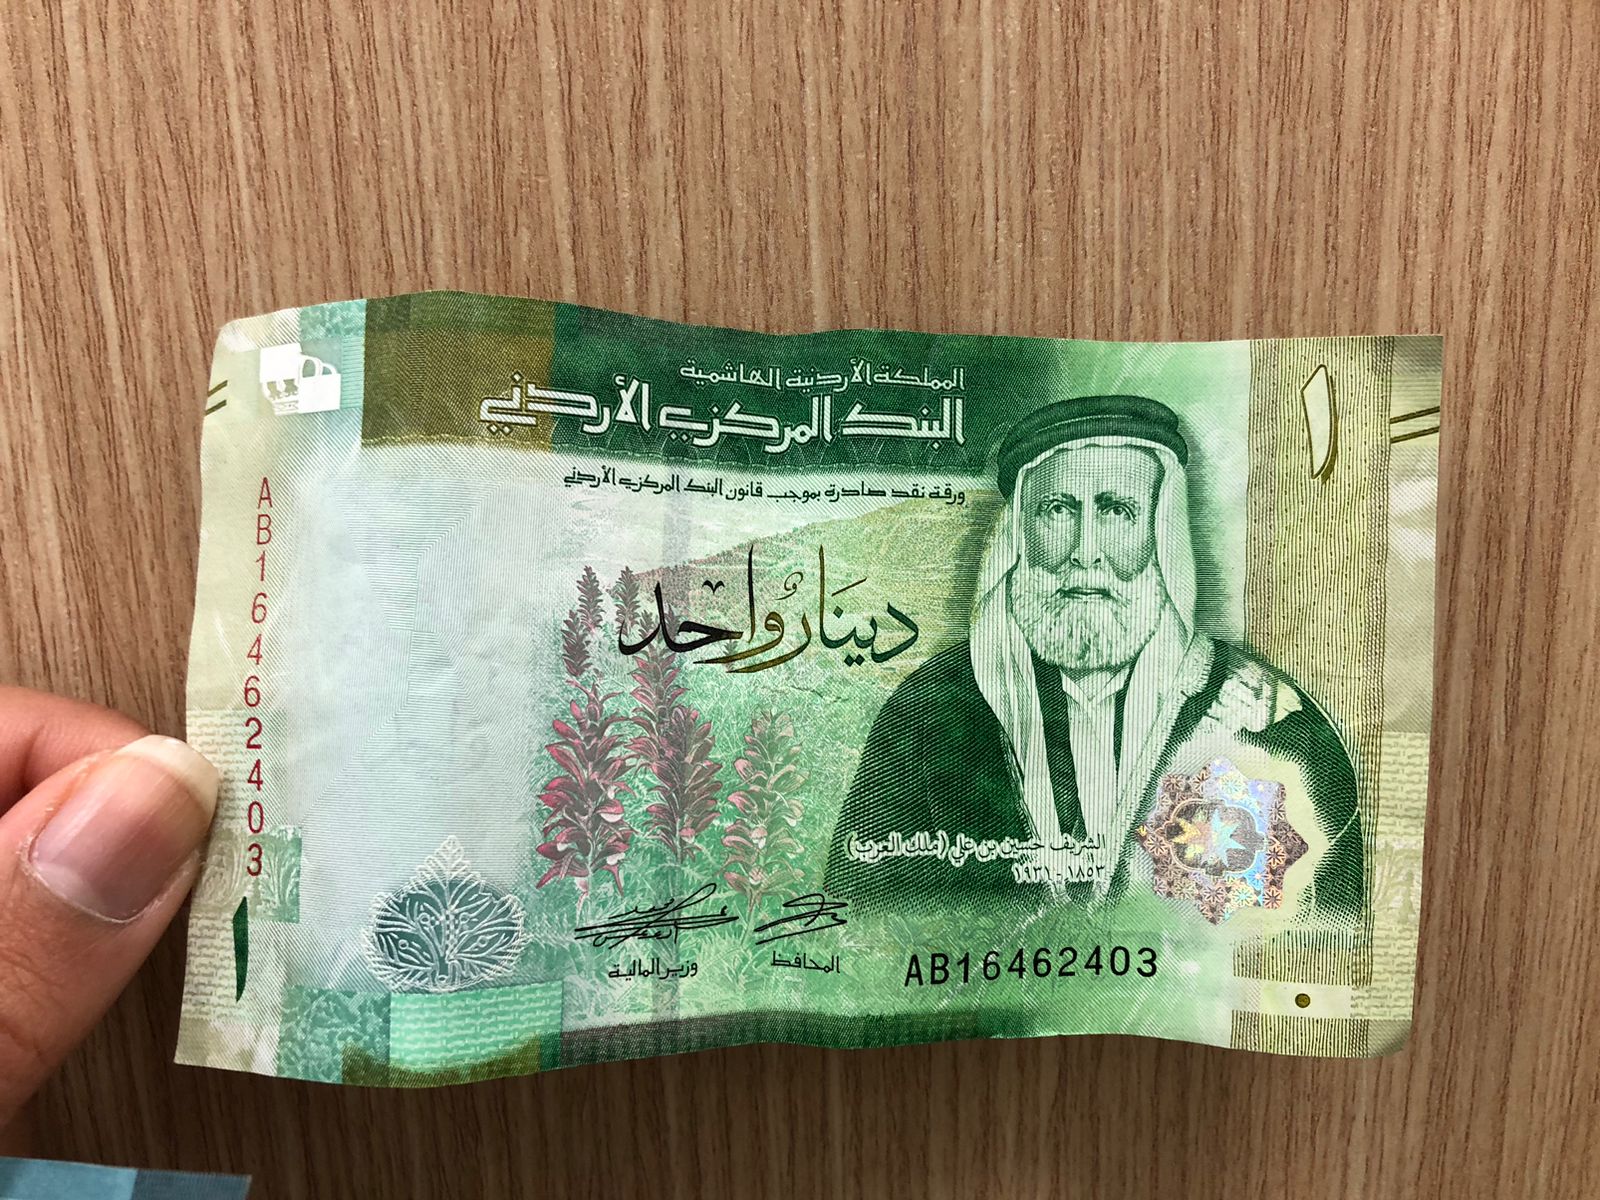 المملكة الأردنية الهاشمية
البنك المركزي الأردني
ورقة نقد صادرة بموجب قانون البنك المركزي الأردني
١
دينارٌ واحد
AB16462403
الشريف حسين بن علي (ملك العرب)
١٨٥٣ - ١٩٣١
المحافظ
وزير المالية
AB16462403
١